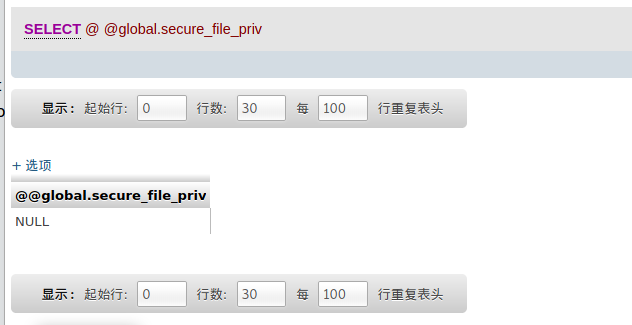 SELECT @ @global.secure_file_priv
显示： 起始行: 0 行数: 30 每 100 行重复表头
+ 选项
@@global.secure_file_priv
NULL
显示： 起始行: 0 行数: 30 每 100 行重复表头